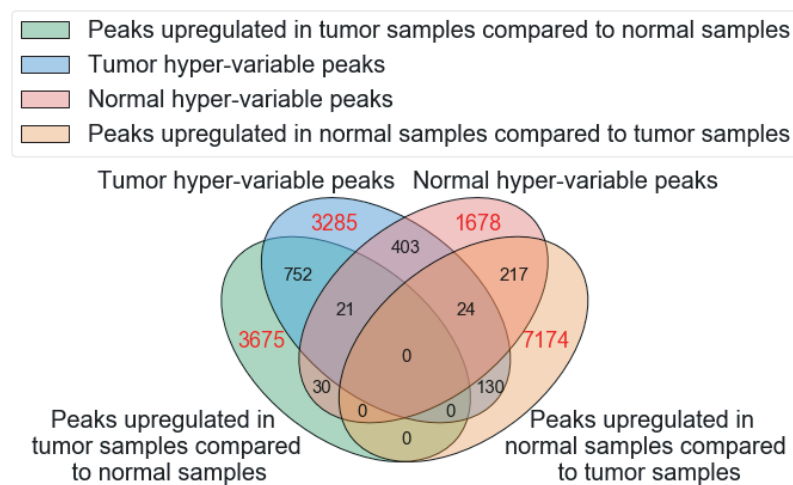 Peaks upregulated in tumor samples compared to normal samples
Tumor hyper-variable peaks
Normal hyper-variable peaks
Peaks upregulated in normal samples compared to tumor samples
Tumor hyper-variable peaks
Normal hyper-variable peaks
3285
1678
403
752
217
21
24
3675
7174
0
30
130
0
0
0
Peaks upregulated in
tumor samples compared
to normal samples
Peaks upregulated in
normal samples compared
to tumor samples